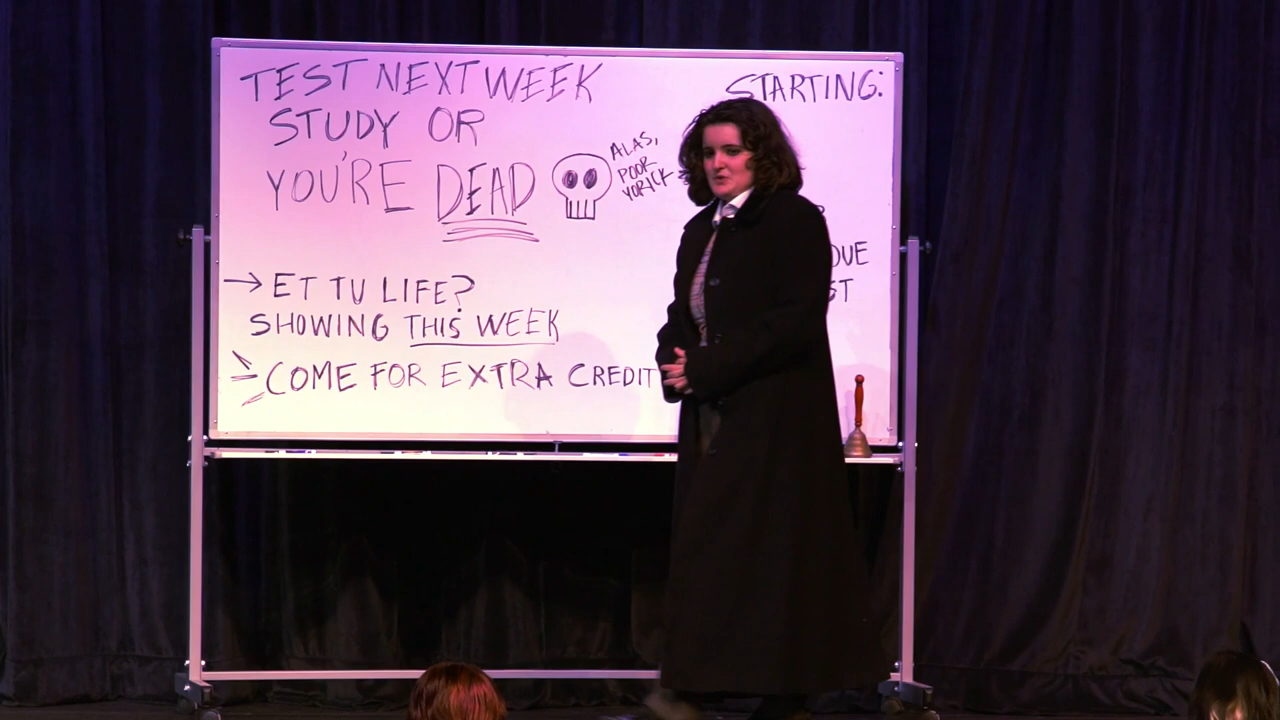 TEST NEXT WEEK
STUDY OR
YOU'RE DEAD
ALAS,
POOR
YORICK
→ ET TU LIFE?
SHOWING THIS WEEK
COME FOR EXTRA CREDIT
STARTING:
DUE